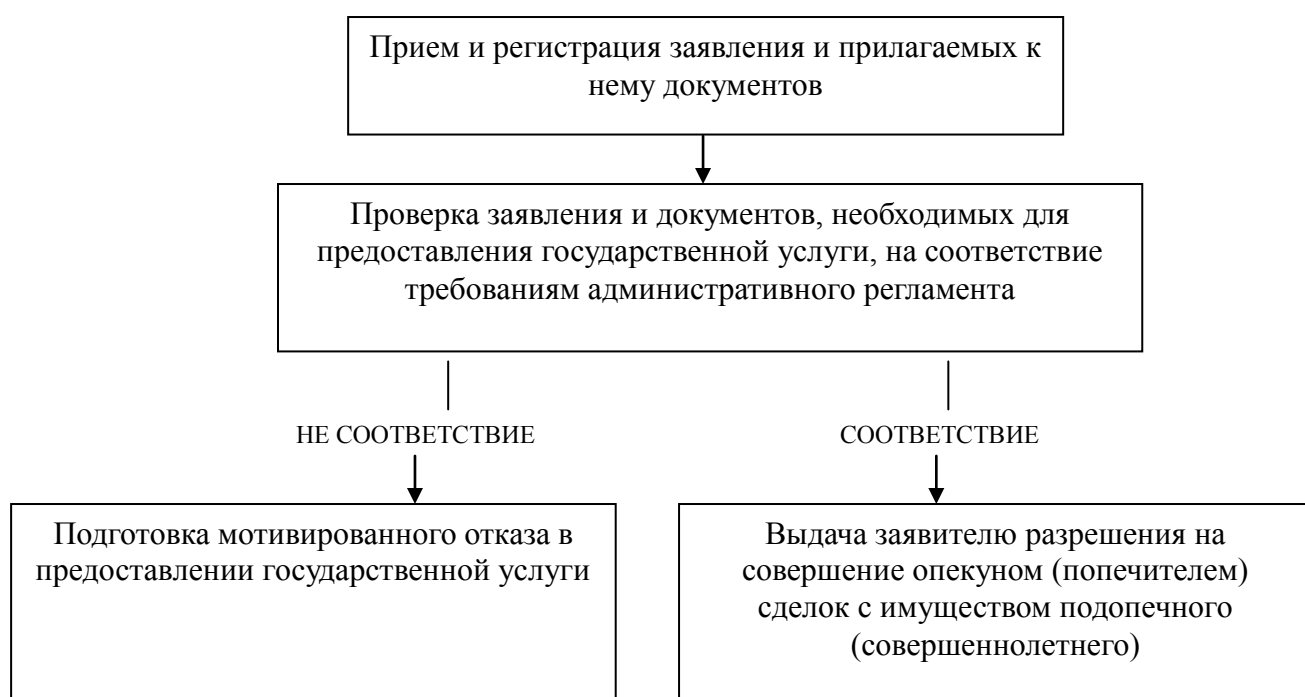 Прием и регистрация заявления и прилагаемых к
нему документов
Проверка заявления и документов, необходимых для
предоставления государственной услуги, на соответствие
требованиям административного регламента
НЕ СООТВЕТСТВИЕ
СООТВЕТСТВИЕ
Подготовка мотивированного отказа в
предоставлении государственной услуги
Выдача заявителю разрешения на
совершение опекуном (попечителем)
сделок с имуществом подопечного
(совершеннолетнего)